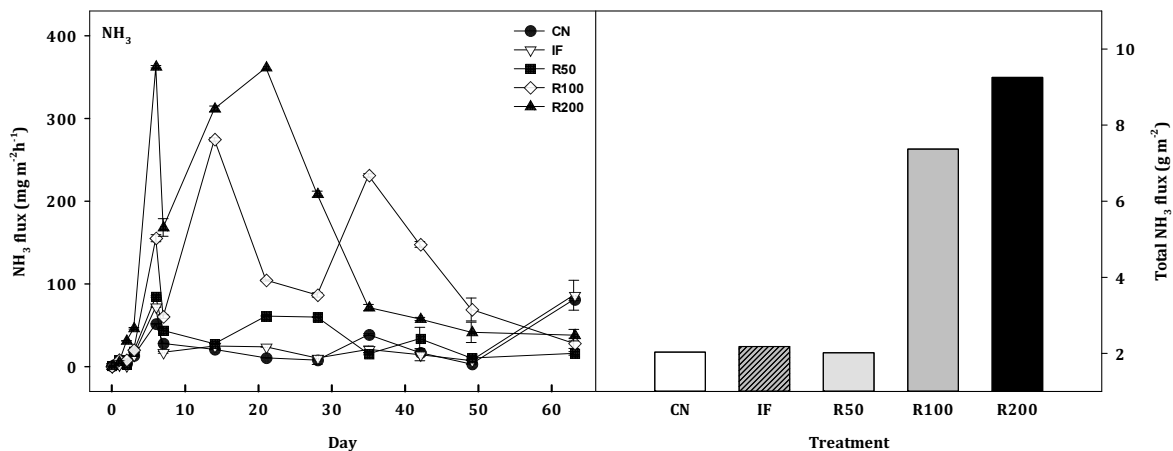 NH₃
CN
IF
R50
R100
R200
400
300
200
100
0
NH₃ flux (mg m⁻²h⁻¹)
0 10 20 30 40 50 60
Day
10
8
6
4
2
Total NH₃ flux (g m⁻²)
CN IF R50 R100 R200
Treatment